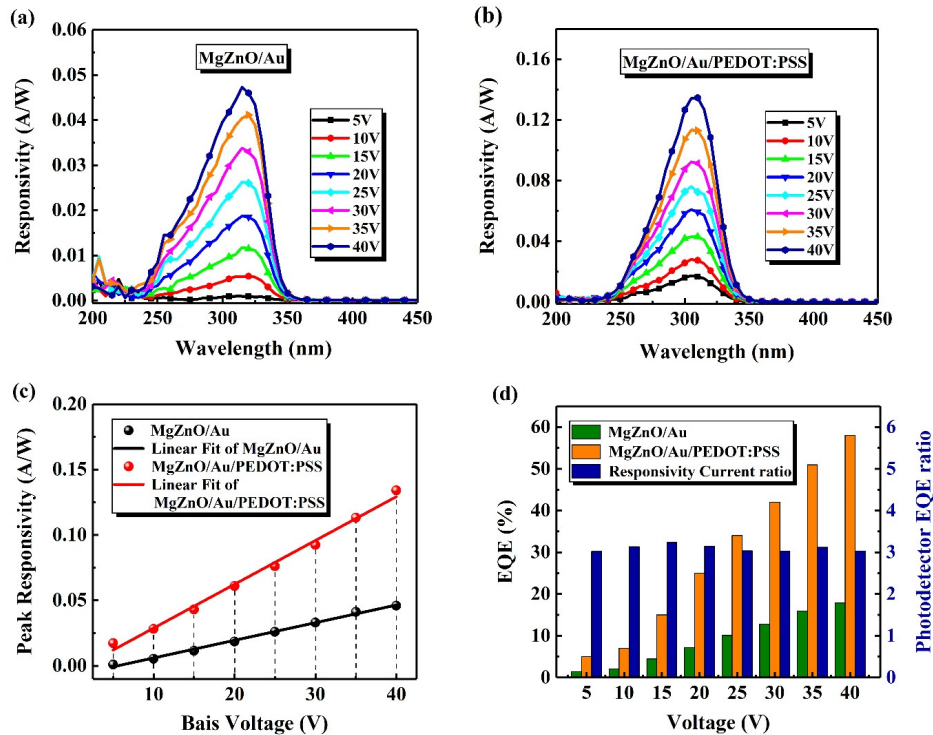 (a)
0.06
0.05
0.04
0.03
0.02
0.01
0.00
Responsivity (A/W)
MgZnO/Au
5V
10V
15V
20V
25V
30V
35V
40V
200 250 300 350 400 450
Wavelength (nm)
(b)
0.16
0.12
0.08
0.04
0.00
Responsivity (A/W)
MgZnO/Au/PEDOT:PSS
5V
10V
15V
20V
25V
30V
35V
40V
200 250 300 350 400 450
Wavelength (nm)
(c)
0.20
0.15
0.10
0.05
0.00
Peak Responsivity (A/W)
MgZnO/Au
Linear Fit of MgZnO/Au
MgZnO/Au/PEDOT:PSS
Linear Fit of
MgZnO/Au/PEDOT:PSS
10 20 30 40
Bais Voltage (V)
(d)
60
50
40
30
20
10
0
EQE (%)
MgZnO/Au
MgZnO/Au/PEDOT:PSS
Responsivity Current ratio
6
5
4
3
2
1
0
Photodetector EQE ratio
5 10 15 20 25 30 35 40
Voltage (V)